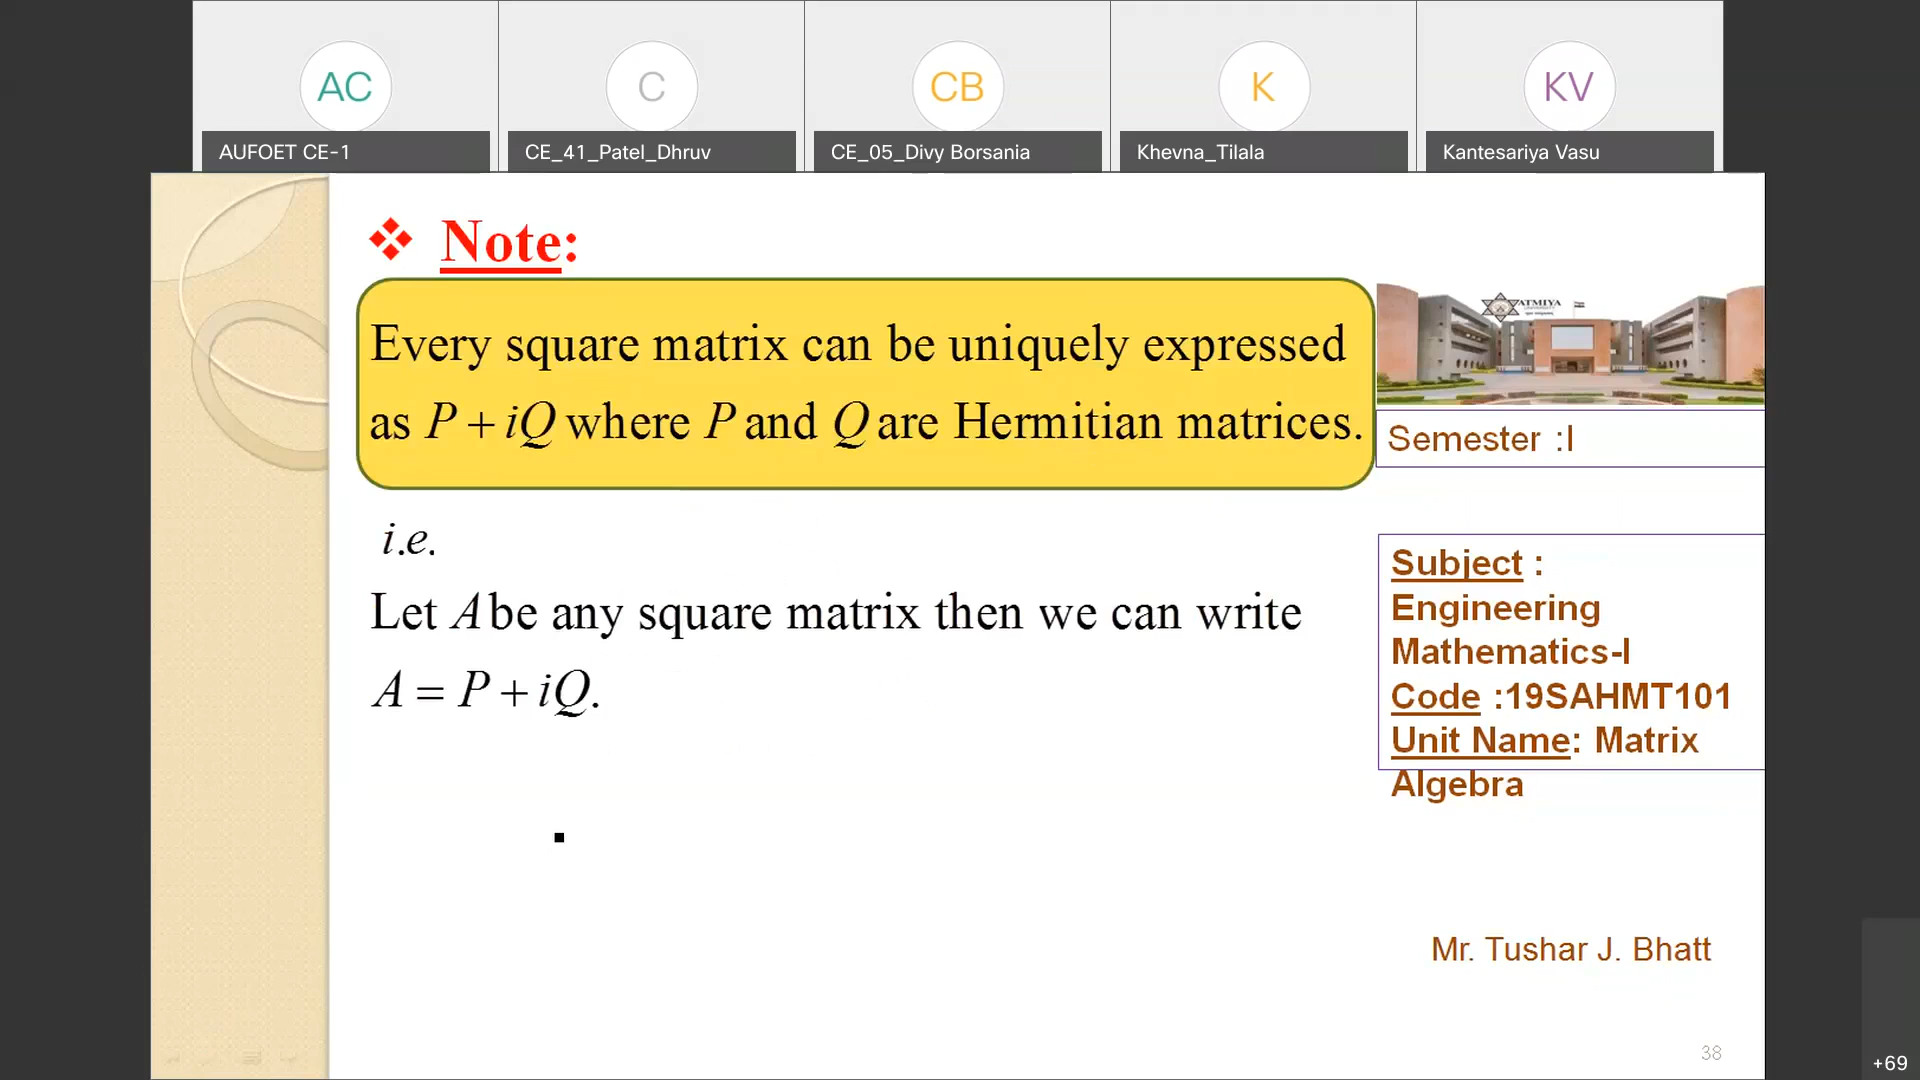 AC
C
CB
K
KV
AUFOET CE-1
CE_41_Patel_Dhruv
CE_05_Divy Borsania
Khevna_Tilala
Kantesariya Vasu
❖ Note:
Every square matrix can be uniquely expressed
as P + iQ where P and Q are Hermitian matrices.
i.e.
Let A be any square matrix then we can write
A = P + iQ.
ATMIYA
Semester :I
Subject :
Engineering
Mathematics-I
Code :19SAHMT101
Unit Name: Matrix
Algebra
Mr. Tushar J. Bhatt
38
+69